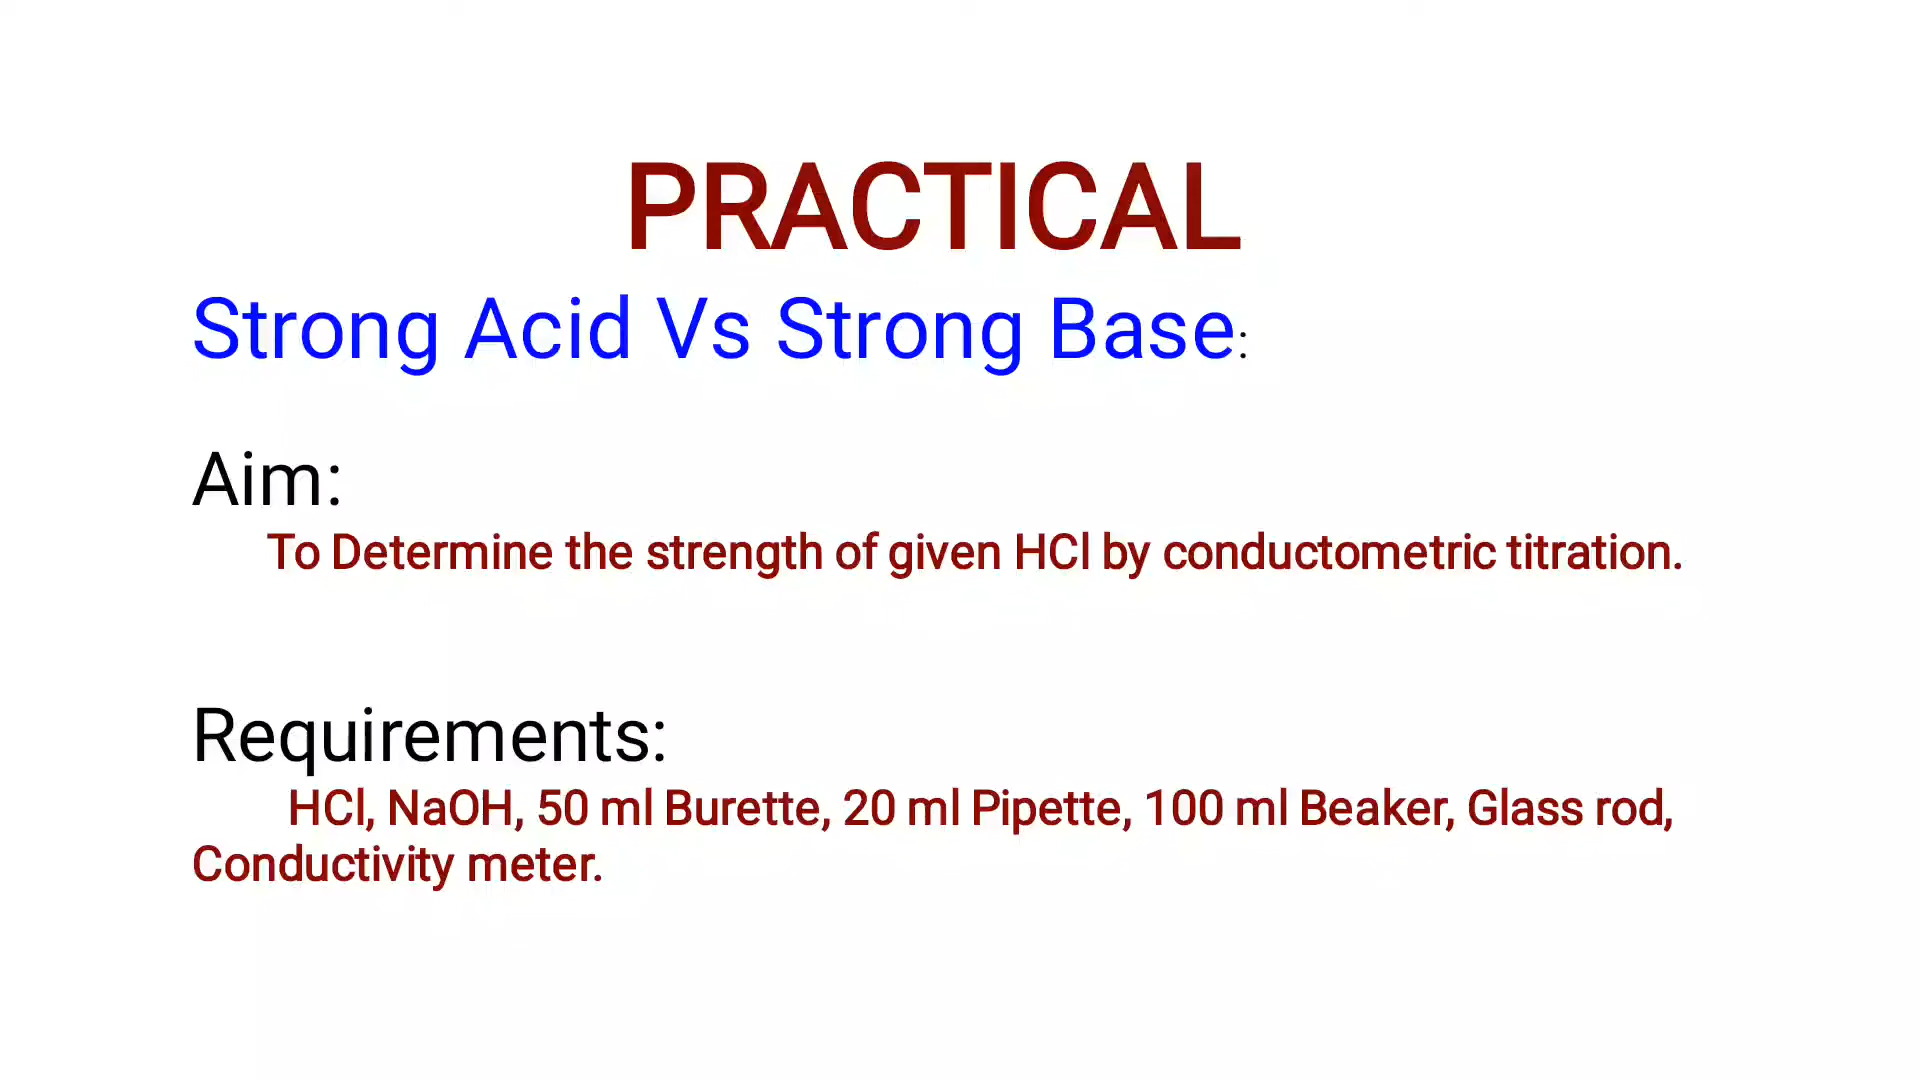 PRACTICAL
Strong Acid Vs Strong Base:
Aim:
To Determine the strength of given HCl by conductometric titration.
Requirements:
HCl, NaOH, 50 ml Burette, 20 ml Pipette, 100 ml Beaker, Glass rod,
Conductivity meter.